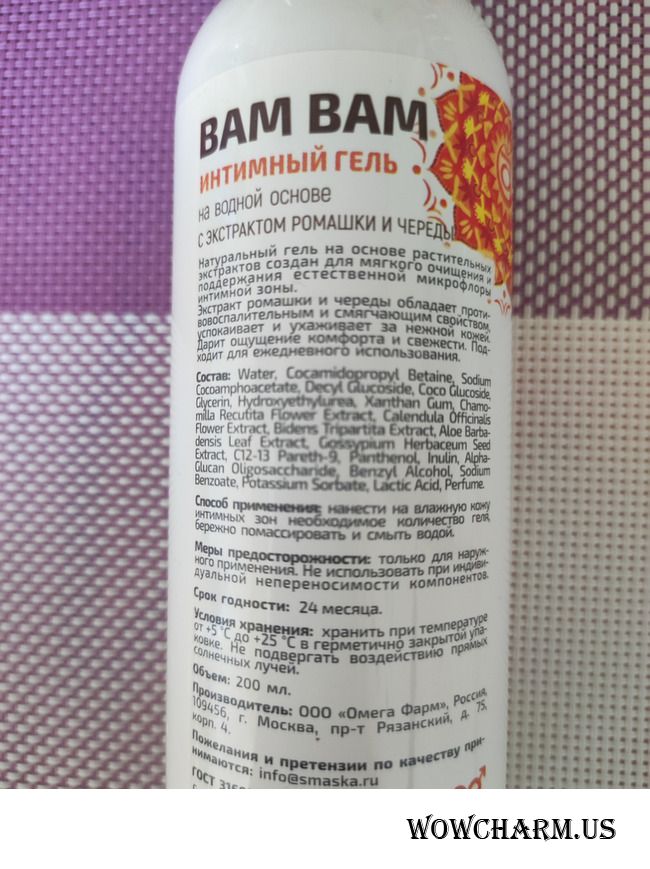 BAM BAM
ИНТИМНЫЙ ГЕЛЬ
на водной основе
С ЭКСТРАКТОМ РОМАШКИ И ЧЕРЕДЫ
Натуральный гель на основе растительных
экстрактов создан для мягкого очищения и
поддержания естественной микрофлоры
интимной зоны.
Экстракт ромашки и череды обладает проти-
вовоспалительным и смягчающим свойством,
успокаивает и ухаживает за нежной кожей.
Дарит ощущение комфорта и свежести. Под-
ходит для ежедневного использования.
Состав: Water, Cocamidopropyl Betaine, Sodium
Cocoamphoacetate, Decyl Glucoside, Coco Glucoside,
Glycerin, Hydroxyethylurea, Xanthan Gum, Chamo-
milla Recutita Flower Extract, Calendula Officinalis
Flower Extract, Bidens Tripartita Extract, Aloe Barba-
densis Leaf Extract, Gossypium Herbaceum Seed
Extract, C12-13 Pareth-9, Panthenol, Inulin, Alpha-
Glucan Oligosaccharide, Benzyl Alcohol, Sodium
Benzoate, Potassium Sorbate, Lactic Acid, Perfume.
Способ применения: нанести на влажную кожу
интимных зон необходимое количество геля,
бережно помассировать и смыть водой.
Меры предосторожности: только для наруж-
ного применения. Не использовать при индиви-
дуальной непереносимости компонентов.
Срок годности: 24 месяца.
Условия хранения: хранить при температуре
от +5 °С до +25 °С в герметично закрытой упа-
ковке. Не подвергать воздействию прямых
солнечных лучей.
Объем: 200 мл.
Производитель: ООО «Омега Фарм», Россия,
109456, г. Москва, пр-т Рязанский, д. 75,
корп. 4.
Пожелания и претензии по качеству при-
нимаются: info@smaska.ru
ГОСТ
WOWCHARM.US